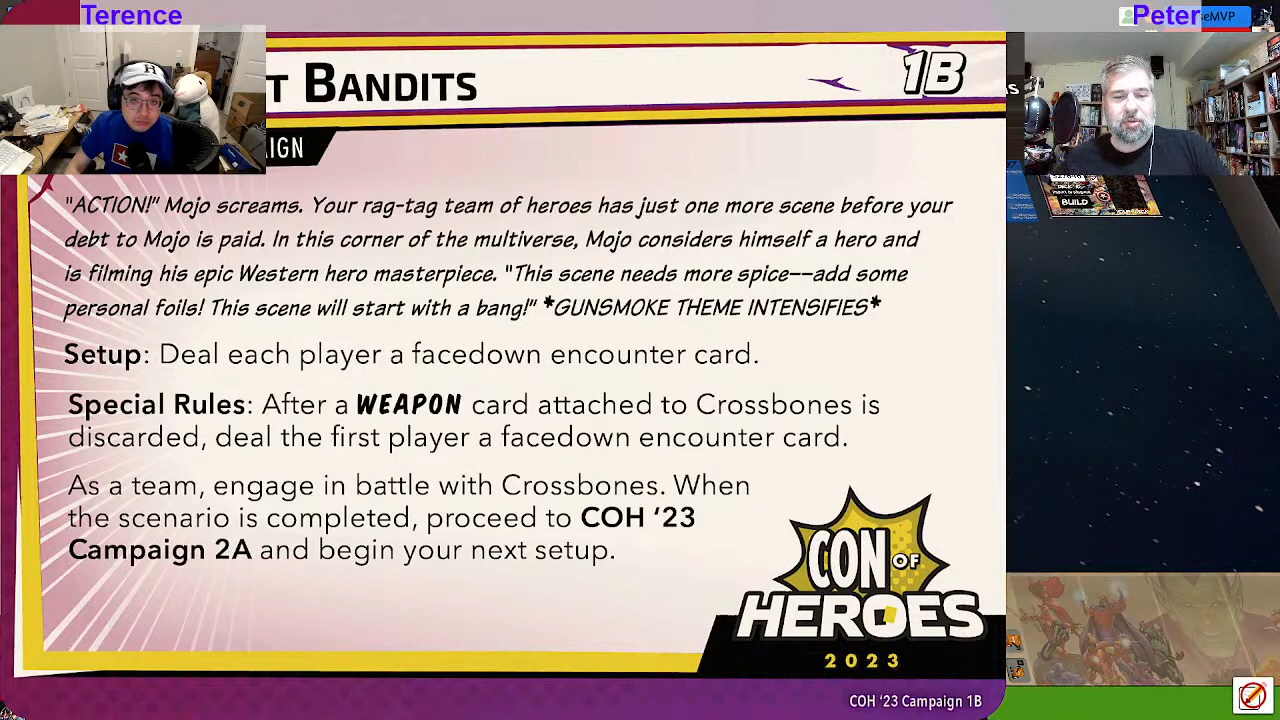 Terence
Peter
eMVP
T BANDITS
1B
IGN
"ACTION!" Mojo screams. Your rag-tag team of heroes has just one more scene before your
debt to Mojo is paid. In this corner of the multiverse, Mojo considers himself a hero and
is filming his epic Western hero masterpiece. "This scene needs more spice—add some
personal foils! This scene will start with a bang!" *GUNSMOKE THEME INTENSIFIES*
Setup: Deal each player a facedown encounter card.
Special Rules: After a WEAPON card attached to Crossbones is
discarded, deal the first player a facedown encounter card.
As a team, engage in battle with Crossbones. When
the scenario is completed, proceed to COH '23
Campaign 2A and begin your next setup.
CON OF
HEROES
2023
COH '23 Campaign 1B
BUILD